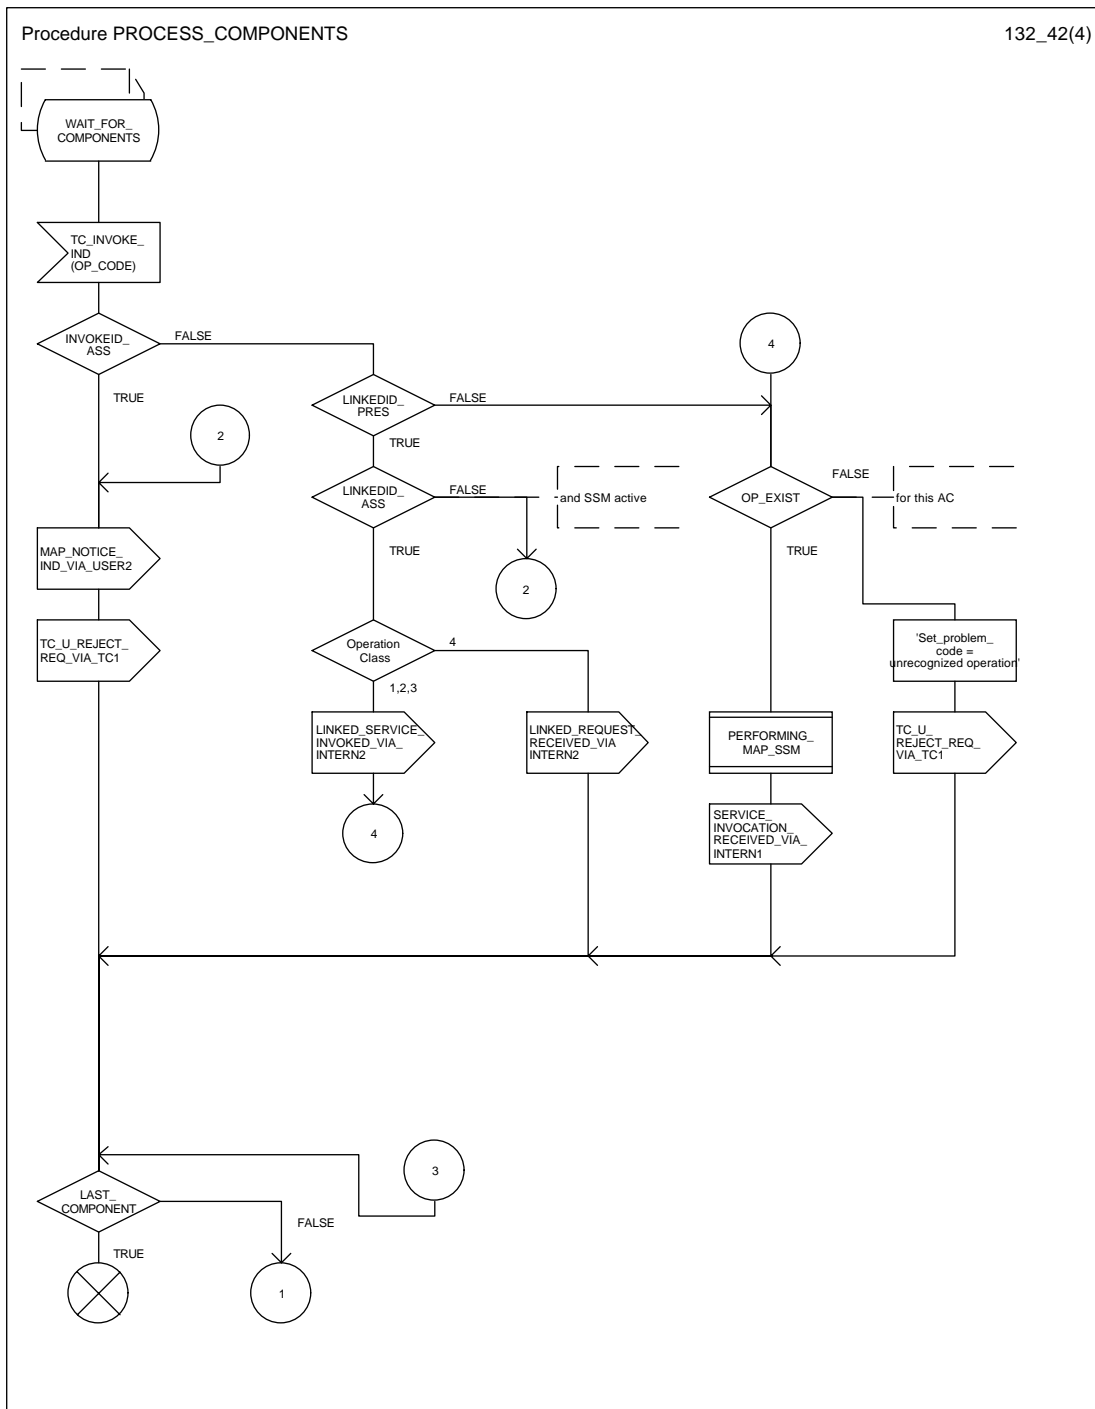 Procedure PROCESS_COMPONENTS
132_42(4)
WAIT_FOR_
COMPONENTS
TC_INVOKE_
IND
(OP_CODE)
INVOKEID_
ASS
FALSE
TRUE
4
LINKEDID_
PRES
FALSE
TRUE
2
LINKEDID_
ASS
FALSE
TRUE
and SSM active
OP_EXIST
FALSE
TRUE
for this AC
MAP_NOTICE_
IND_VIA_USER2
2
TC_U_REJECT_
REQ_VIA_TC1
Operation
Class
4
1,2,3
'Set_problem_
code =
unrecognized operation'
LINKED_SERVICE_
INVOKED_VIA_
INTERN2
LINKED_REQUEST_
RECEIVED_VIA
INTERN2
PERFORMING_
MAP_SSM
TC_U_
REJECT_REQ_
VIA_TC1
4
SERVICE_
INVOCATION_
RECEIVED_VIA_
INTERN1
3
LAST_
COMPONENT
FALSE
TRUE
1